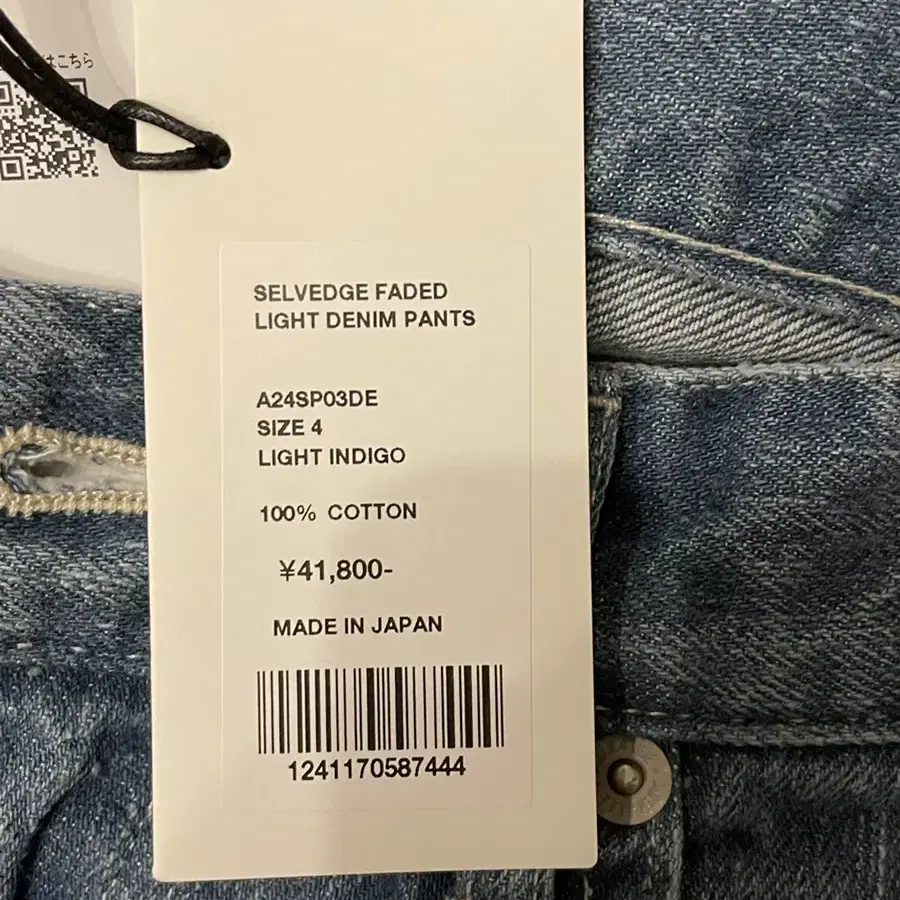 はこちら
SELVEDGE FADED
LIGHT DENIM PANTS
A24SP03DE
SIZE 4
LIGHT INDIGO
100% COTTON
¥41,800-
MADE IN JAPAN
1241170587444